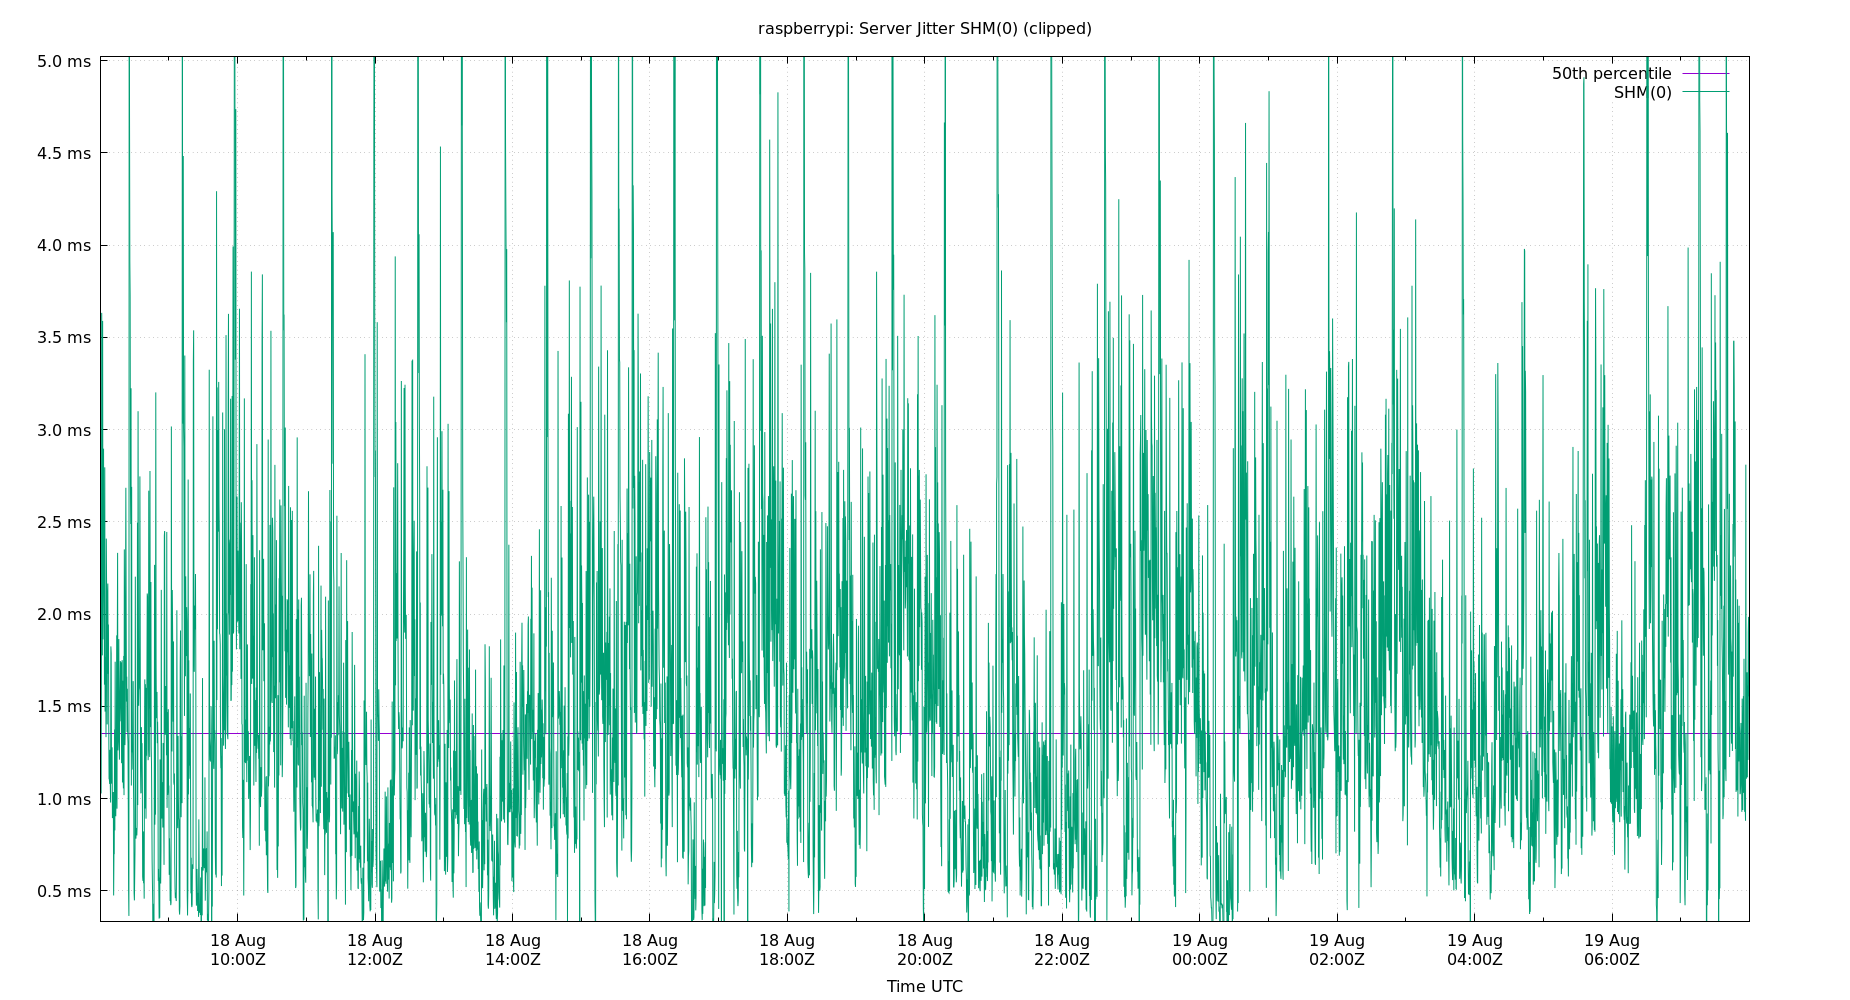 raspberrypi: Server Jitter SHM(0) (clipped)
5.0 ms
4.5 ms
4.0 ms
3.5 ms
3.0 ms
2.5 ms
2.0 ms
1.5 ms
1.0 ms
0.5 ms
50th percentile
SHM(0)
18 Aug 18 Aug 18 Aug 18 Aug 18 Aug 18 Aug 18 Aug 19 Aug 19 Aug 19 Aug 19 Aug
10:00Z 12:00Z 14:00Z 16:00Z 18:00Z 20:00Z 22:00Z 00:00Z 02:00Z 04:00Z 06:00Z
Time UTC